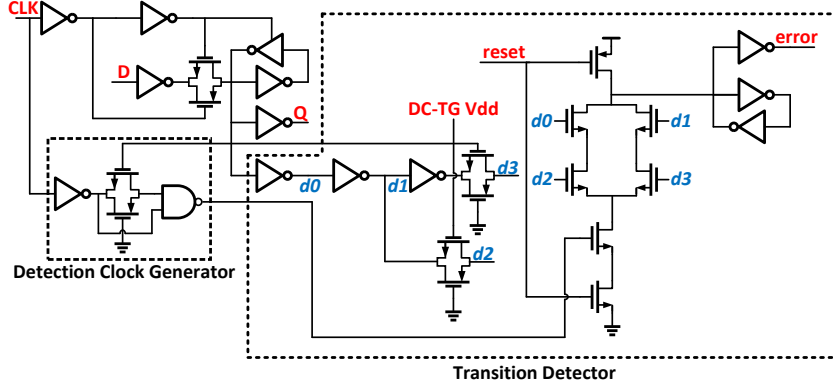 CLK
D
Q
reset
error
DC-TG Vdd
d0
d1
d2
d3
d0
d1
d3
d2
Detection Clock Generator
Transition Detector